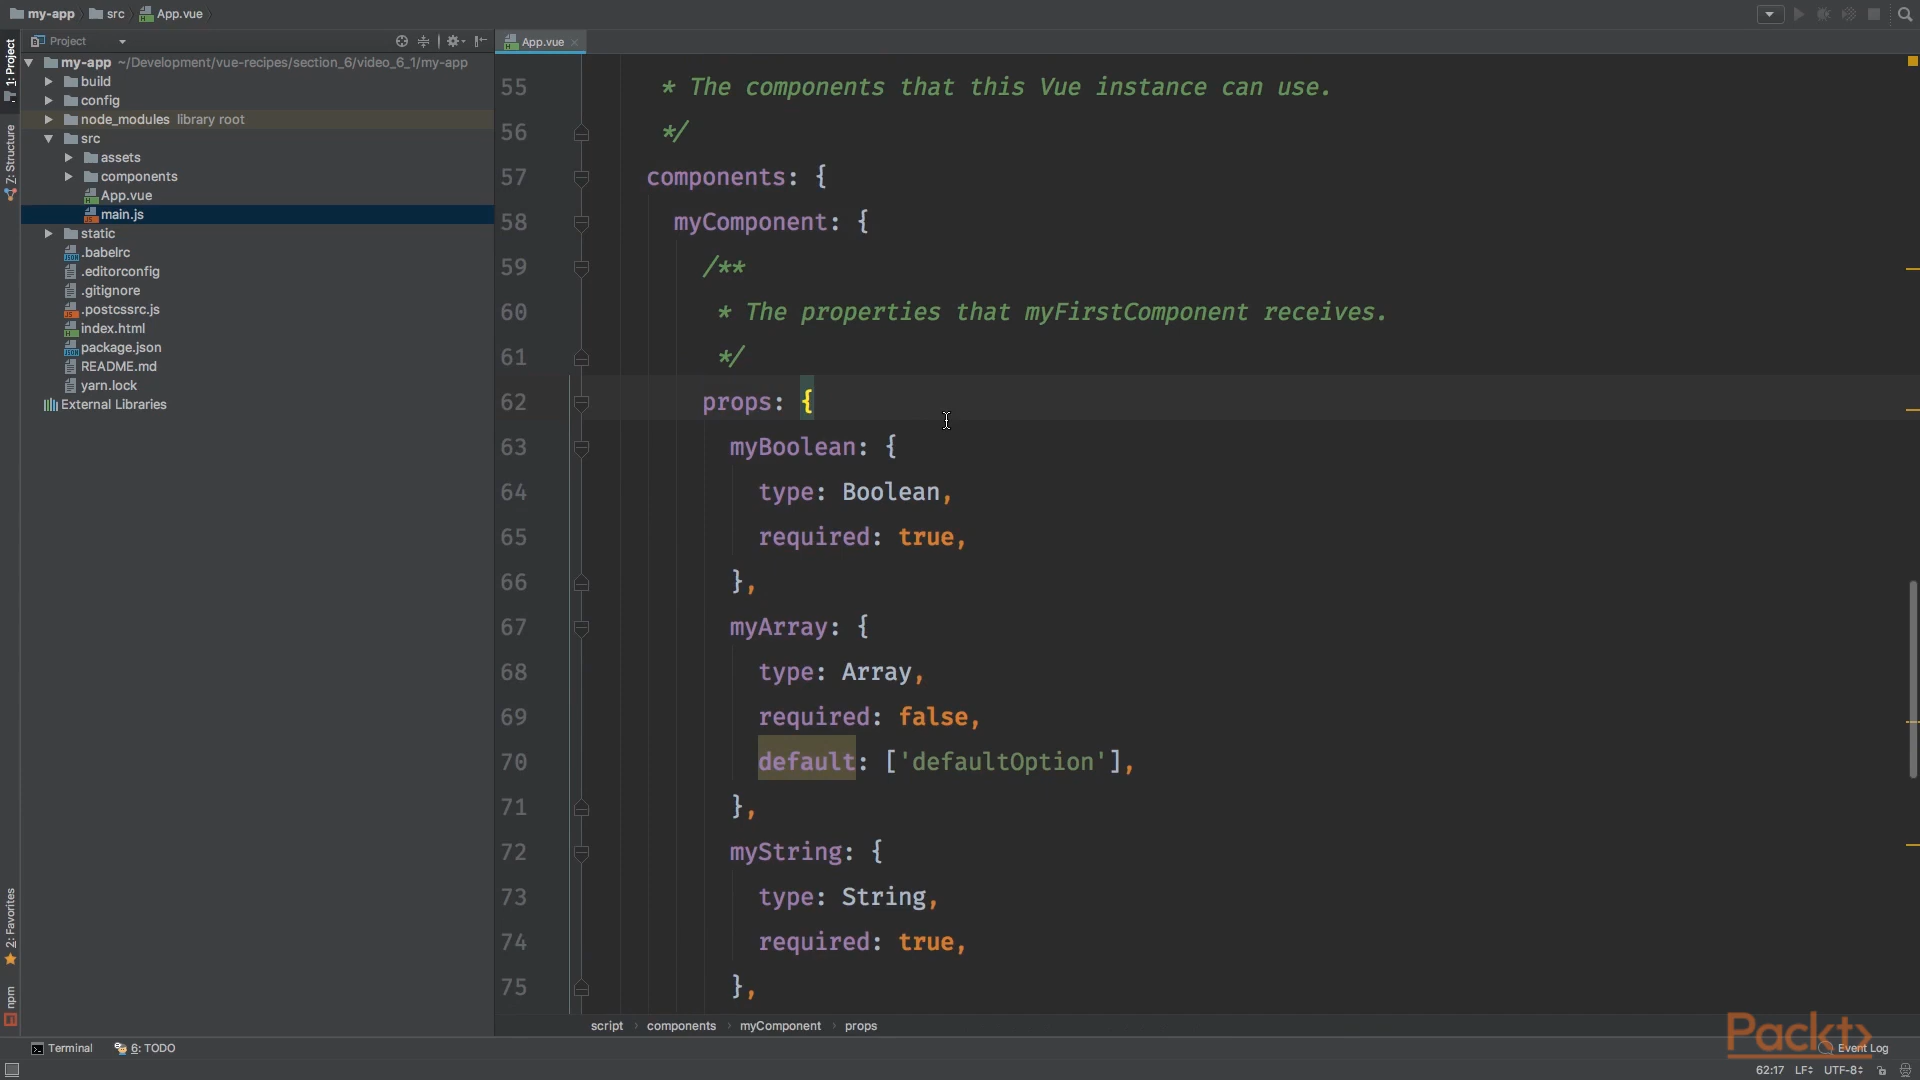 my-app src App.vue
Project
App.vue
1: Project
my-app ~/Development/vue-recipes/section_6/video_6_1/my-app
build
config
node_modules library root
src
assets
components
App.vue
main.js
static
.babelrc
.editorconfig
.gitignore
.postcssrc.js
index.html
package.json
README.md
yarn.lock
External Libraries
Z: Structure
2: Favorites
npm
55 * The components that this Vue instance can use.
56 */
57 components: {
58 myComponent: {
59 /**
60 * The properties that myFirstComponent receives.
61 */
62 props: {
63 myBoolean: {
64 type: Boolean,
65 required: true,
66 },
67 myArray: {
68 type: Array,
69 required: false,
70 default: ['defaultOption'],
71 },
72 myString: {
73 type: String,
74 required: true,
75 },
script components myComponent props
Packt>
Terminal 6: TODO Event Log
62:17 LF÷ UTF-8÷